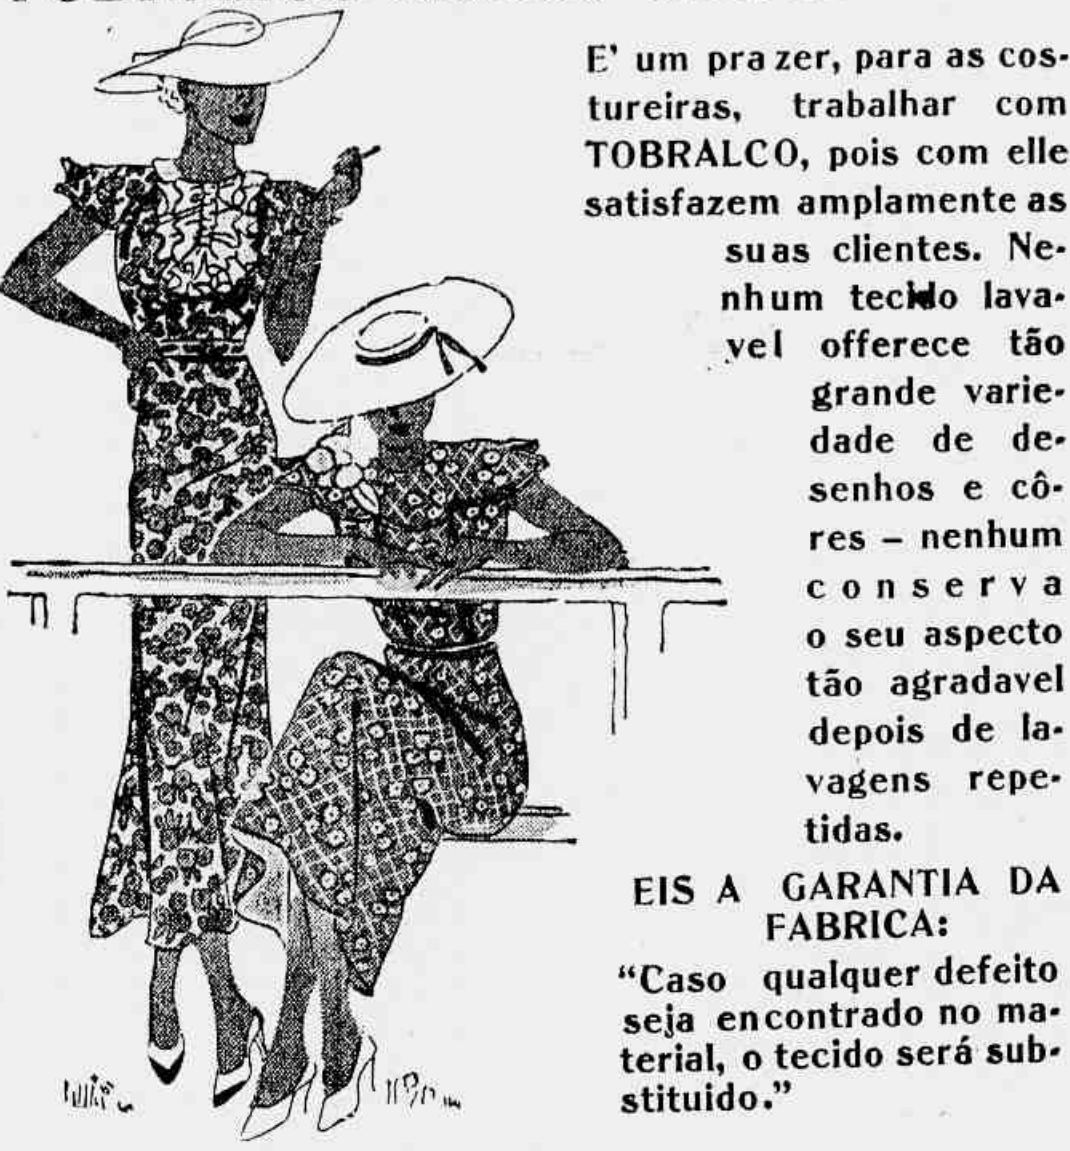 E' um prazer, para as cos-
tureiras, trabalhar com
TOBRALCO, pois com elle
satisfazem amplamente as
suas clientes. Ne-
nhum tecido lava-
vel offerece tão
grande varie-
dade de de-
senhos e cô-
res – nenhum
conserva
o seu aspecto
tão agradavel
depois de la-
vagens repe-
tidas.
EIS A GARANTIA DA
FABRICA:
“Caso qualquer defeito
seja encontrado no ma-
terial, o tecido será sub-
stituido.”